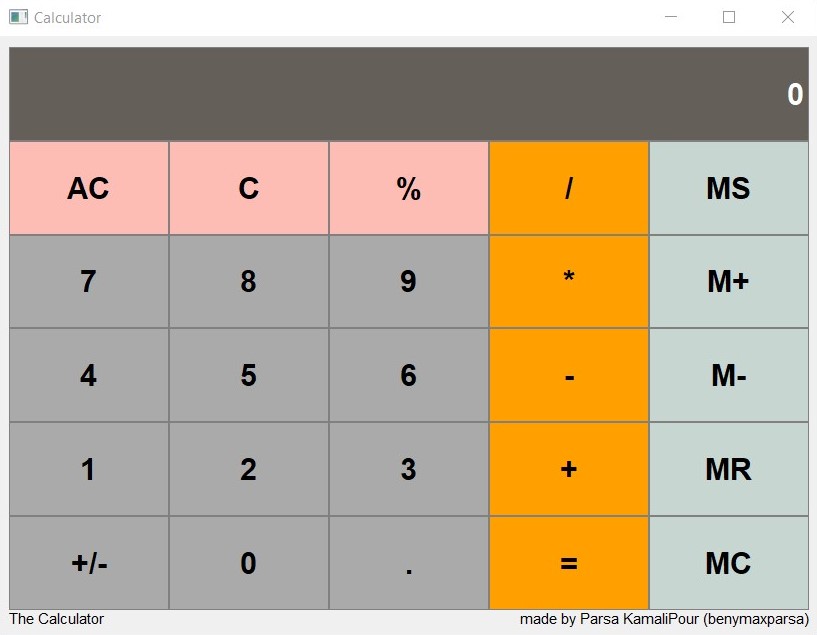 Calculator
0
AC C % / MS
7 8 9 * M+
4 5 6 - M-
1 2 3 + MR
+/- 0 . = MC
The Calculator made by Parsa KamaliPour (benymaxparsa)